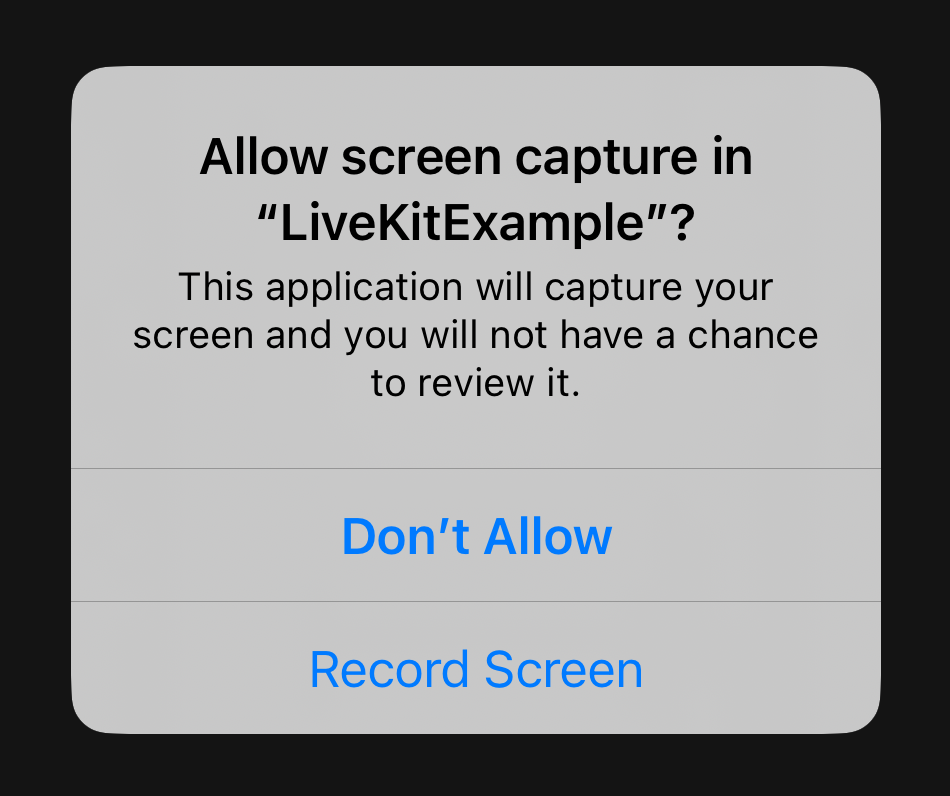 Allow screen capture in
“LiveKitExample”?
This application will capture your
screen and you will not have a chance
to review it.
Don’t Allow
Record Screen